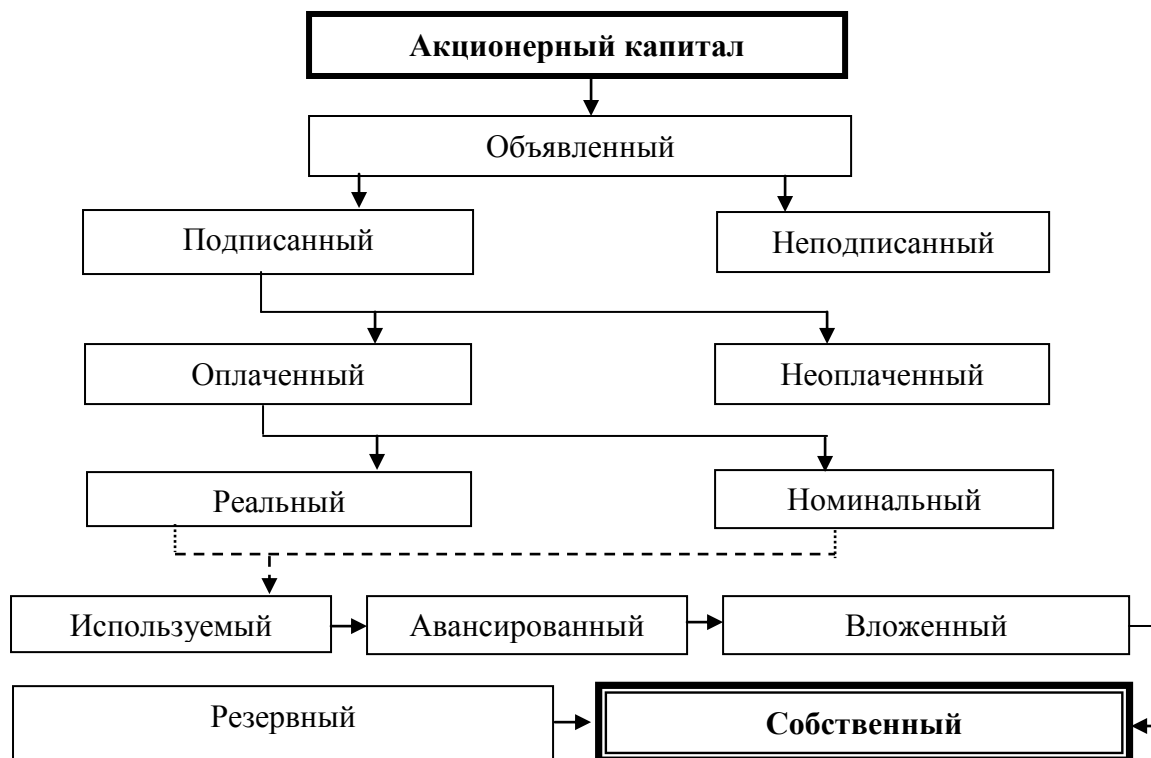 Акционерный капитал
Объявленный
Подписанный
Неподписанный
Оплаченный
Неоплаченный
Реальный
Номинальный
Используемый
Авансированный
Вложенный
Резервный
Собственный